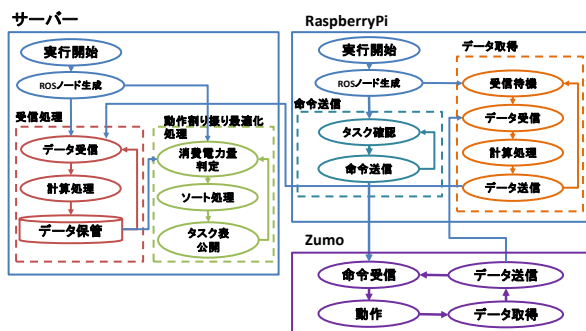 サーバー
実行開始
ROSノード生成
受信処理
データ受信
計算処理
データ保管
動作割り振り最適化
処理
消費電力量
判定
ソート処理
タスク表
公開
RaspberryPi
実行開始
ROSノード生成
命令送信
タスク確認
命令送信
データ取得
受信待機
データ受信
計算処理
データ送信
Zumo
命令受信
動作
データ送信
データ取得